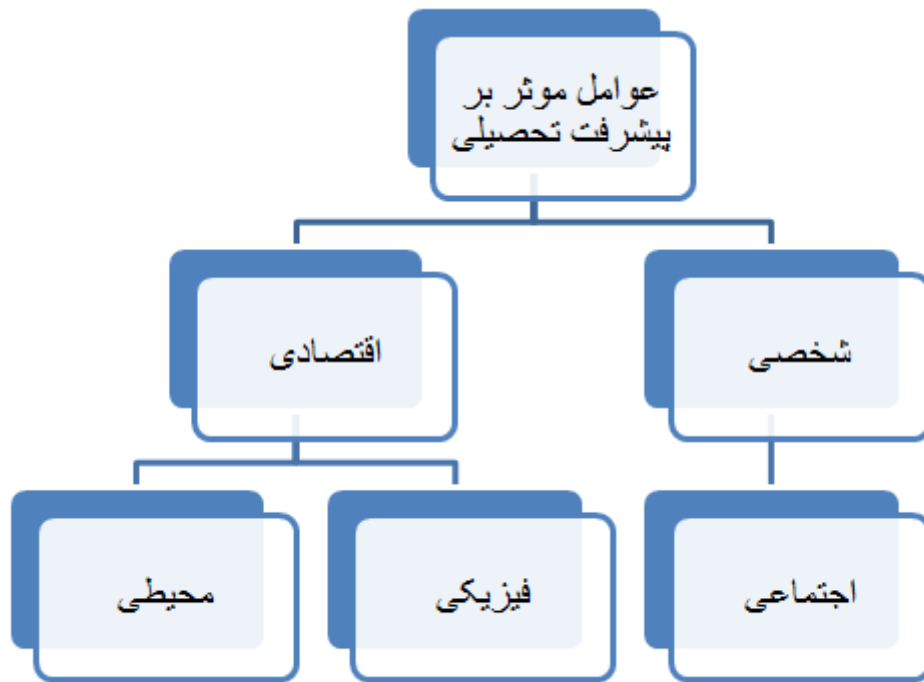 عوامل موثر بر
پیشرفت تحصیلی
شخصی
اقتصادی
اجتماعی
فیزیکی
محیطی